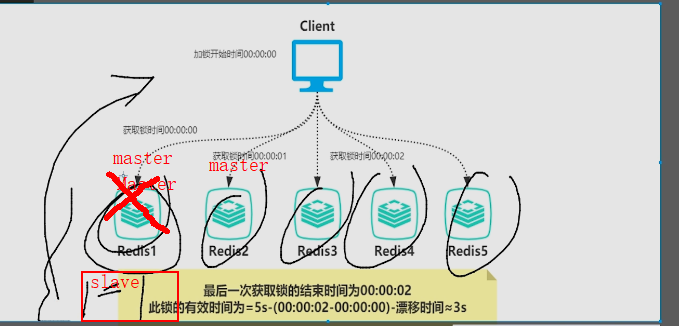 Client
加锁开始时间00:00:00
获取锁时间00:00:00
获取锁时间00:00:01
获取锁时间00:00:02
master
master
Master
Redis1
Redis2
Redis3
Redis4
Redis5
slave
最后一次获取锁的结束时间为00:00:02
此锁的有效时间为=5s-(00:00:02-00:00:00)-漂移时间≈3s